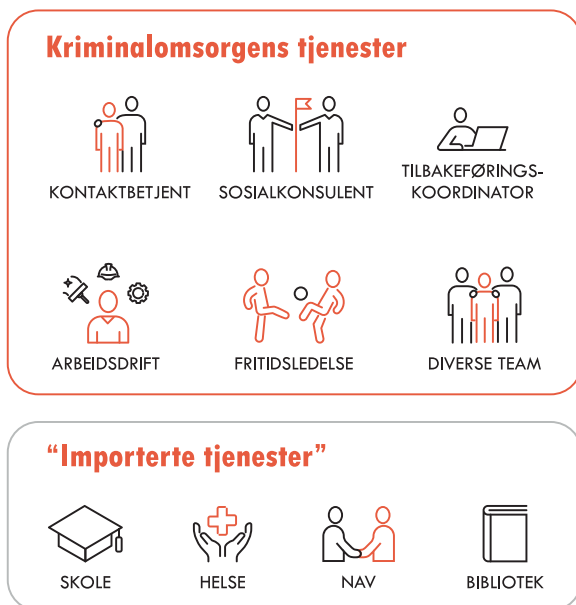 Kriminalomsorgens tjenester
KONTAKTBETJENT
SOSIALKONSULENT
TILBAKEFØRINGS-
KOORDINATOR
ARBEIDSDRIFT
FRITIDSLEDELSE
DIVERSE TEAM
“Importerte tjenester”
SKOLE
HELSE
NAV
BIBLIOTEK